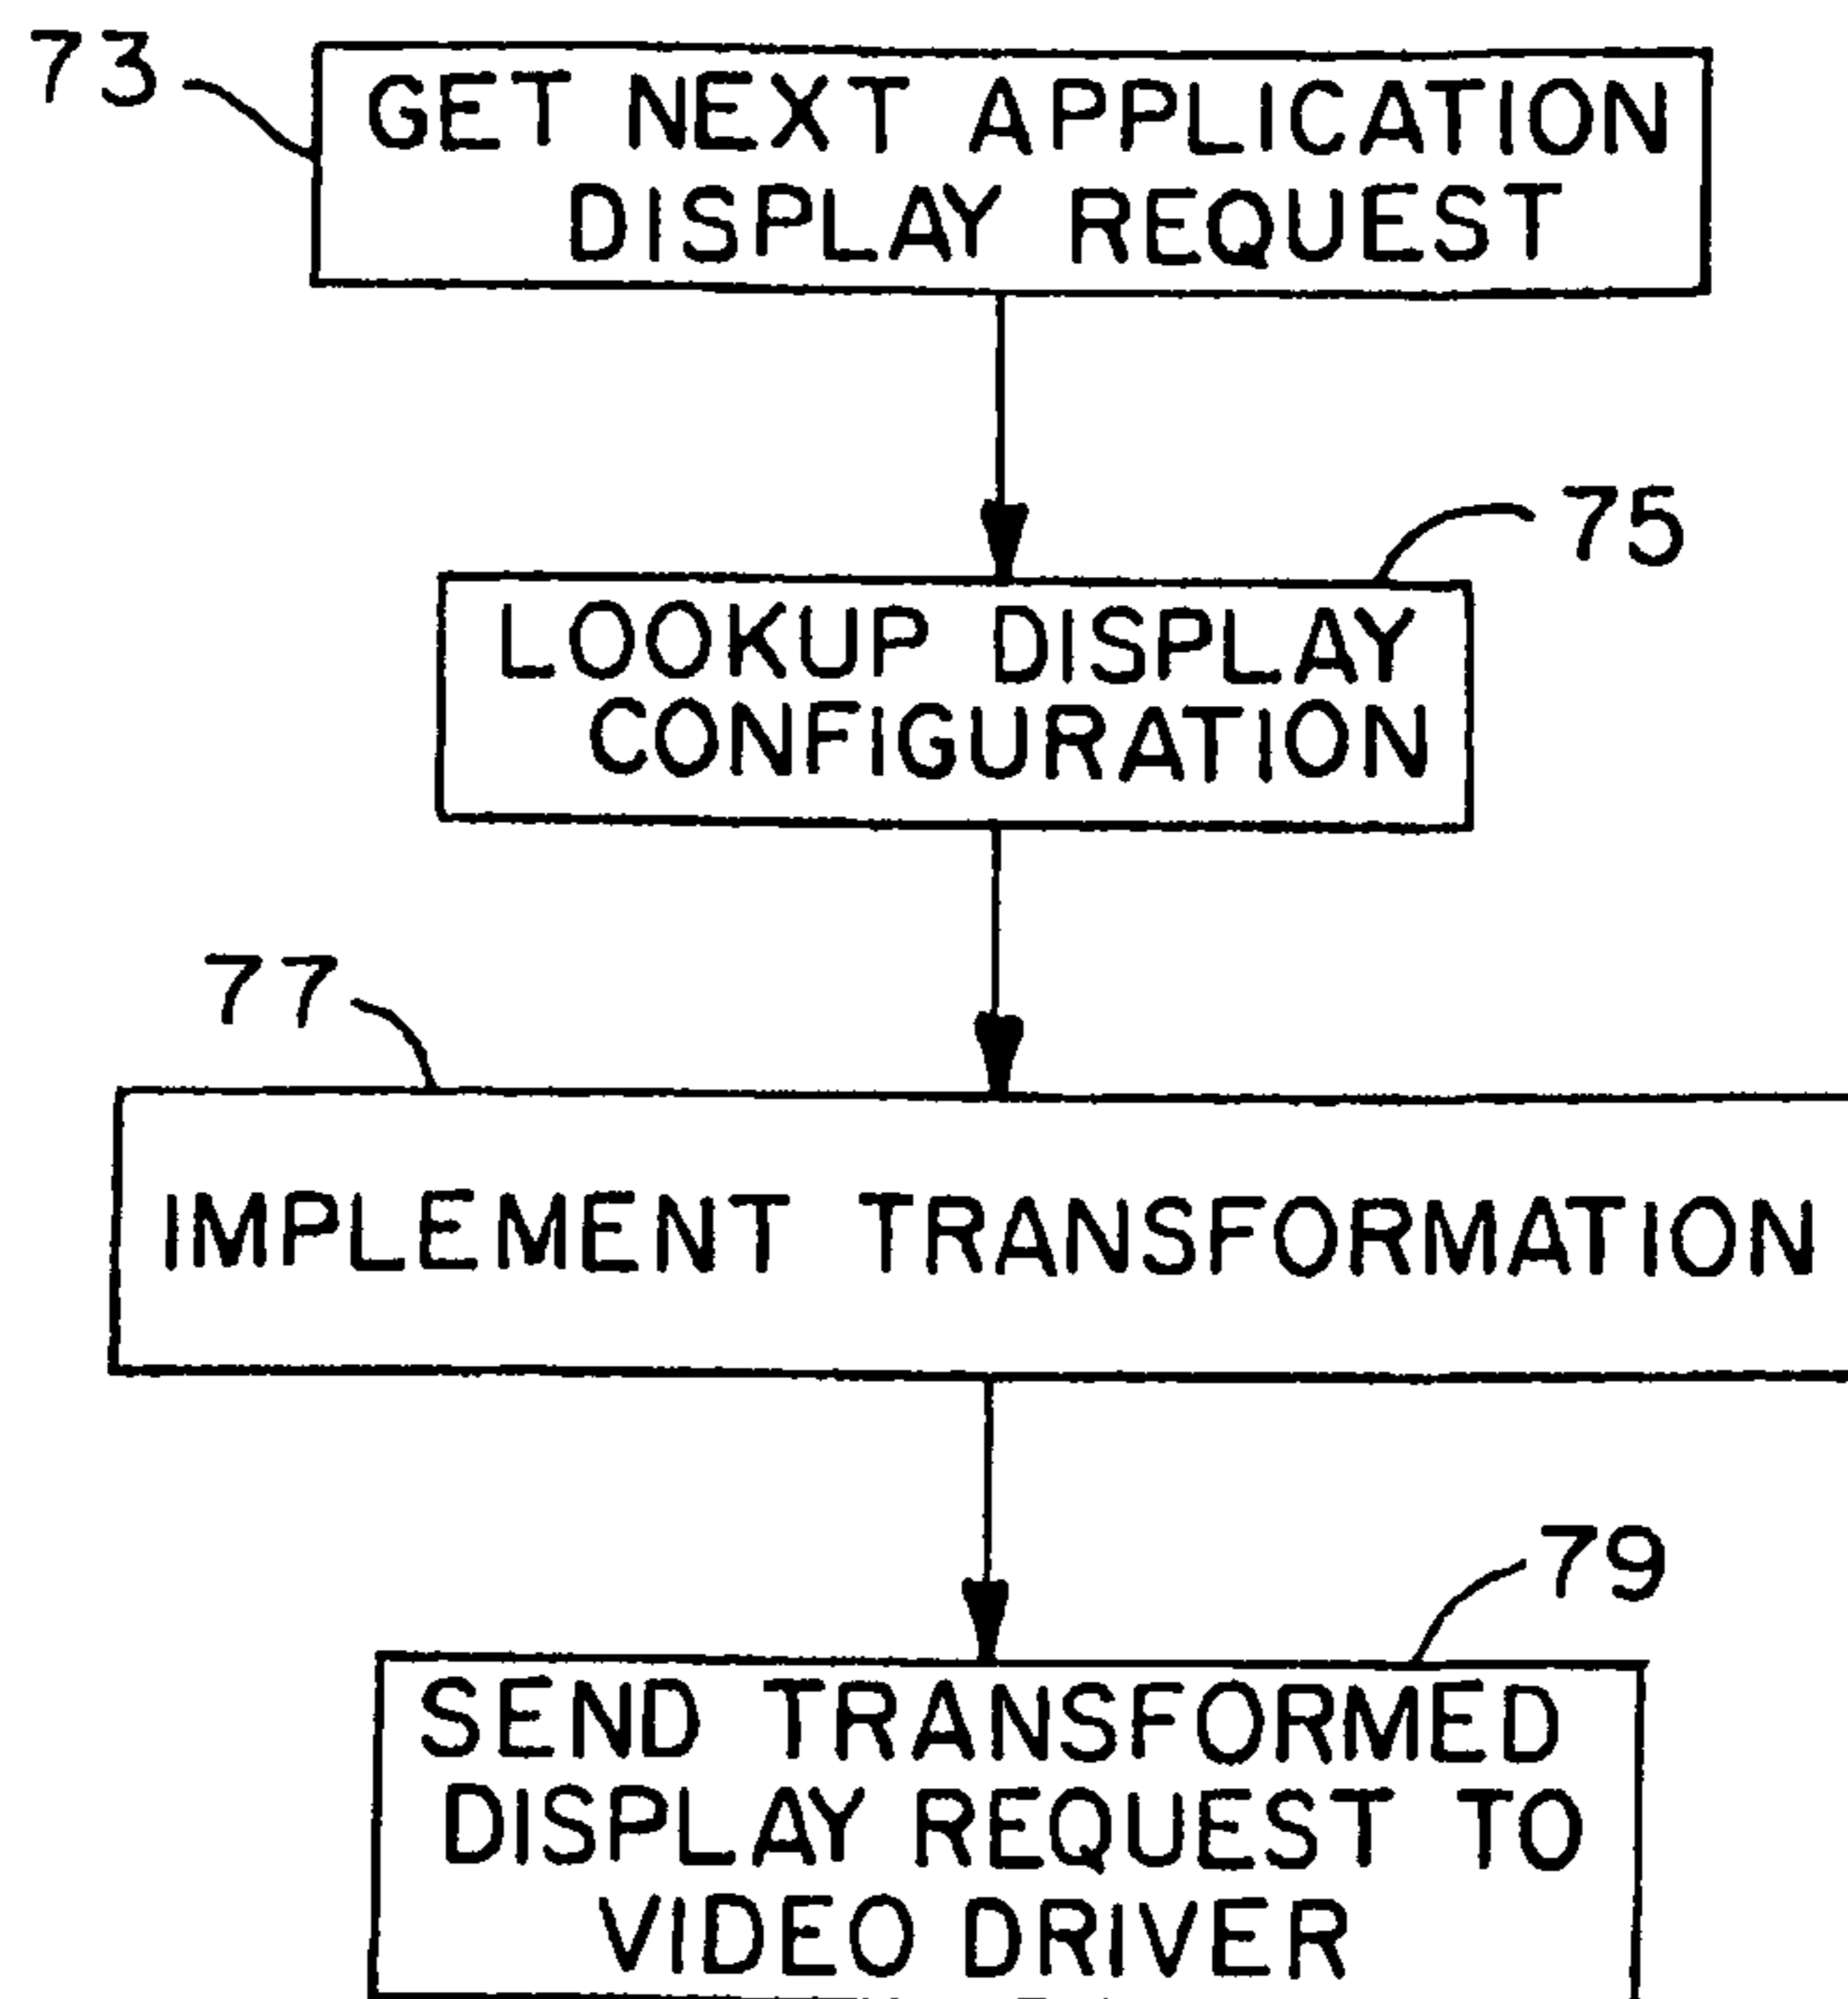 73
GET NEXT APPLICATION
DISPLAY REQUEST
75
LOOKUP DISPLAY
CONFIGURATION
77
IMPLEMENT TRANSFORMATION
79
SEND TRANSFORMED
DISPLAY REQUEST TO
VIDEO DRIVER